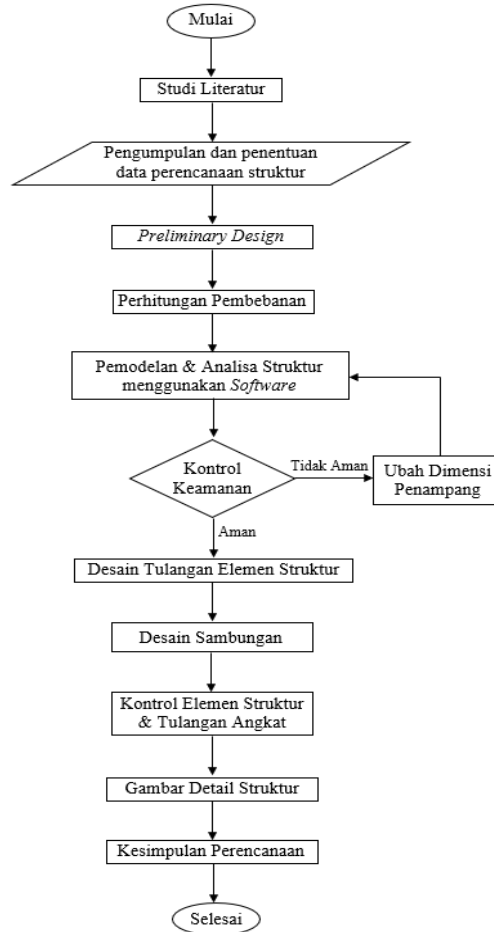 Mulai
Studi Literatur
Pengumpulan dan penentuan
data perencanaan struktur
Preliminary Design
Perhitungan Pembebanan
Pemodelan & Analisa Struktur
menggunakan Software
Kontrol
Keamanan
Tidak Aman
Ubah Dimensi
Penampang
Aman
Desain Tulangan Elemen Struktur
Desain Sambungan
Kontrol Elemen Struktur
& Tulangan Angkat
Gambar Detail Struktur
Kesimpulan Perencanaan
Selesai